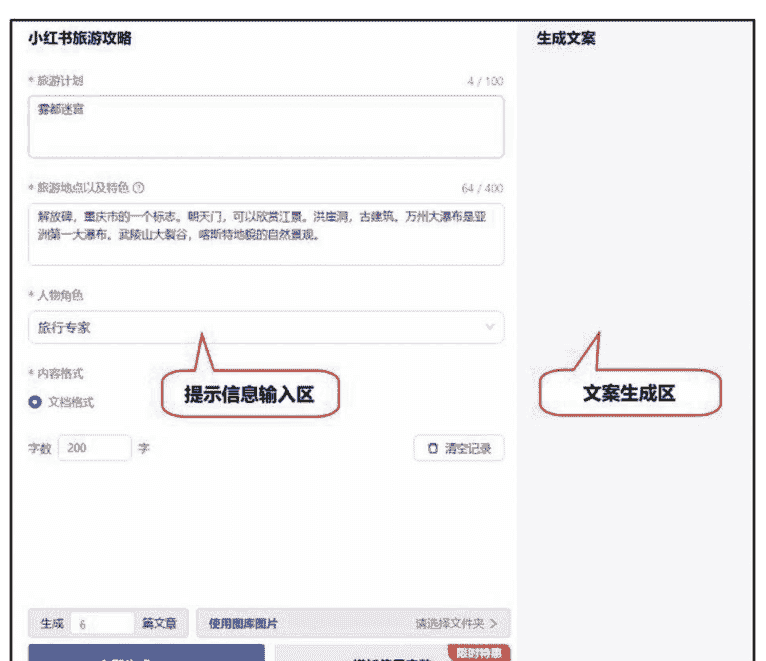 小红书旅游攻略
生成文案
* 旅游计划 4 / 100
雾都迷宫
* 旅游地点以及特色 64 / 400
解放碑，重庆市的一个标志。朝天门，可以欣赏江景。洪崖洞，古建筑。万州大瀑布是亚
洲第一大瀑布。武陵山大裂谷，喀斯特地貌的自然景观。
* 人物角色
旅行专家
* 内容格式
提示信息输入区
文案生成区
文档格式
字数 200 字
清空记录
生成 6 篇文章
使用图库图片
请选择文件夹 >
限时特惠